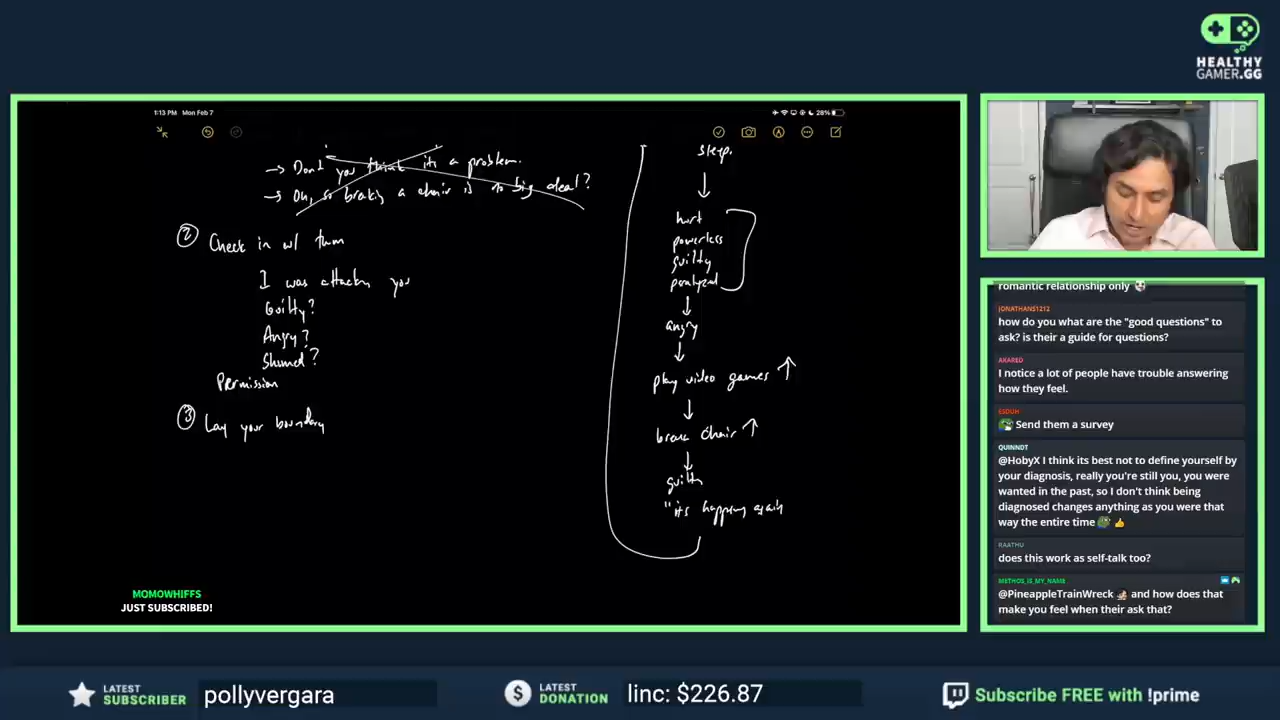 1:13 PM Mon Feb 7
28%
→ Don't you think its a problem.
→ Oh, so braking a chair is no big deal?
② Check in w/ them
I was attacking you
Guilty?
Angry?
Shamed?
Permission
③ Lay your boundary
sleep.
↓
hurt
powerless
guilty
paralyzed
↓
angry
↓
play video games ↑
↓
broke chair ↑
↓
guilty
"its happening again
MOMOWHIFFS
JUST SUBSCRIBED!
HEALTHY
GAMER.GG
romantic relationship only
JONATHANS1212
how do you what are the "good questions" to
ask? is their a guide for questions?
AXARED
I notice a lot of people have trouble answering
how they feel.
ESDUH
Send them a survey
QUINNDT
@HobyX I think its best not to define yourself by
your diagnosis, really you're still you, you were
wanted in the past, so I don't think being
diagnosed changes anything as you were that
way the entire time
RAATHU
does this work as self-talk too?
METHOS_IS_MY_NAME
@PineappleTrainWreck and how does that
make you feel when their ask that?
LATEST
SUBSCRIBER
pollyvergara
LATEST
DONATION
linc: $226.87
Subscribe FREE with !prime